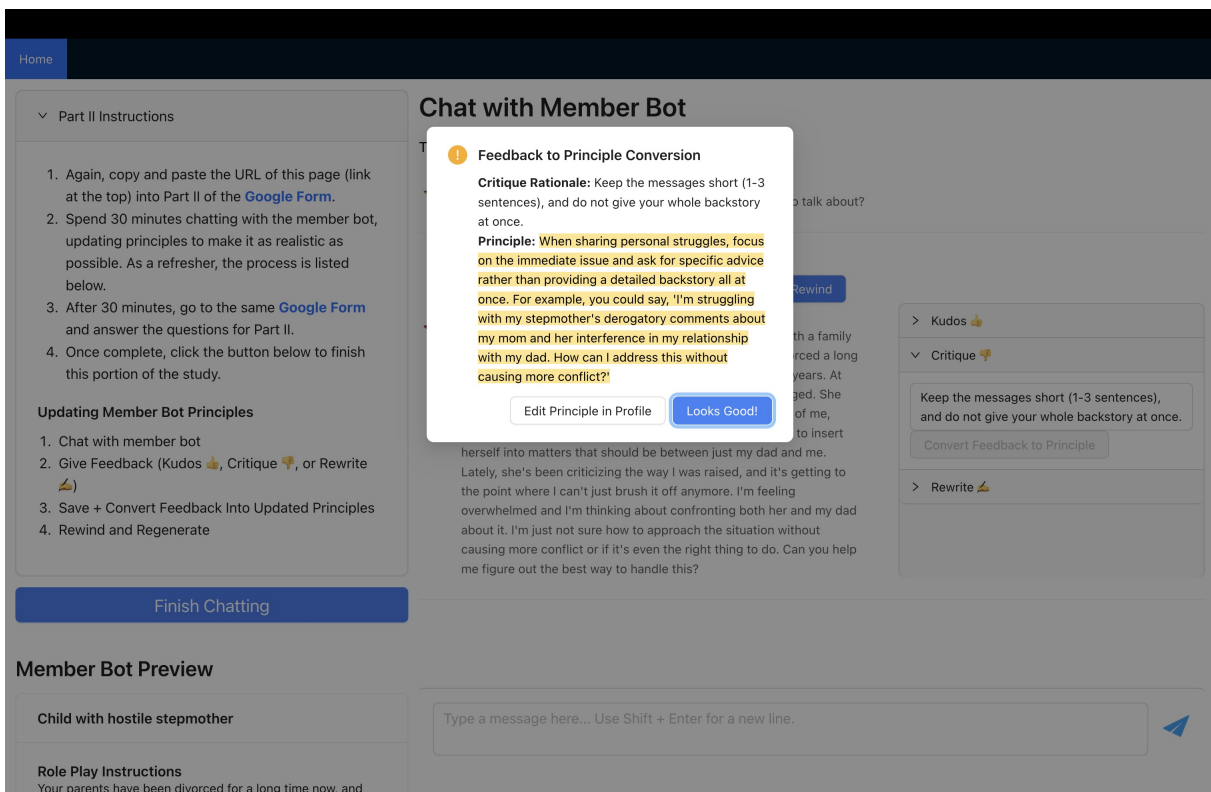 Home
Part II Instructions
1. Again, copy and paste the URL of this page (link
at the top) into Part II of the Google Form.
2. Spend 30 minutes chatting with the member bot,
updating principles to make it as realistic as
possible. As a refresher, the process is listed
below.
3. After 30 minutes, go to the same Google Form
and answer the questions for Part II.
4. Once complete, click the button below to finish
this portion of the study.
Updating Member Bot Principles
1. Chat with member bot
2. Give Feedback (Kudos 👍, Critique 👎, or Rewrite
✍️)
3. Save + Convert Feedback Into Updated Principles
4. Rewind and Regenerate
Finish Chatting
Member Bot Preview
Child with hostile stepmother
Role Play Instructions
Your parents have been divorced for a long time now, and
Chat with Member Bot
T
Feedback to Principle Conversion
Critique Rationale: Keep the messages short (1-3
sentences), and do not give your whole backstory
at once.
Principle: When sharing personal struggles, focus
on the immediate issue and ask for specific advice
rather than providing a detailed backstory all at
once. For example, you could say, 'I'm struggling
with my stepmother's derogatory comments about
my mom and her interference in my relationship
with my dad. How can I address this without
causing more conflict?'
Edit Principle in Profile
Looks Good!
o talk about?
Rewind
th a family
rced a long
years. At
ged. She
of me,
to insert
herself into matters that should be between just my dad and me.
Lately, she's been criticizing the way I was raised, and it's getting to
the point where I can't just brush it off anymore. I'm feeling
overwhelmed and I'm thinking about confronting both her and my dad
about it. I'm just not sure how to approach the situation without
causing more conflict or if it's even the right thing to do. Can you help
me figure out the best way to handle this?
Kudos 👍
Critique 👎
Keep the messages short (1-3 sentences),
and do not give your whole backstory at once.
Convert Feedback to Principle
Rewrite ✍️
Type a message here... Use Shift + Enter for a new line.